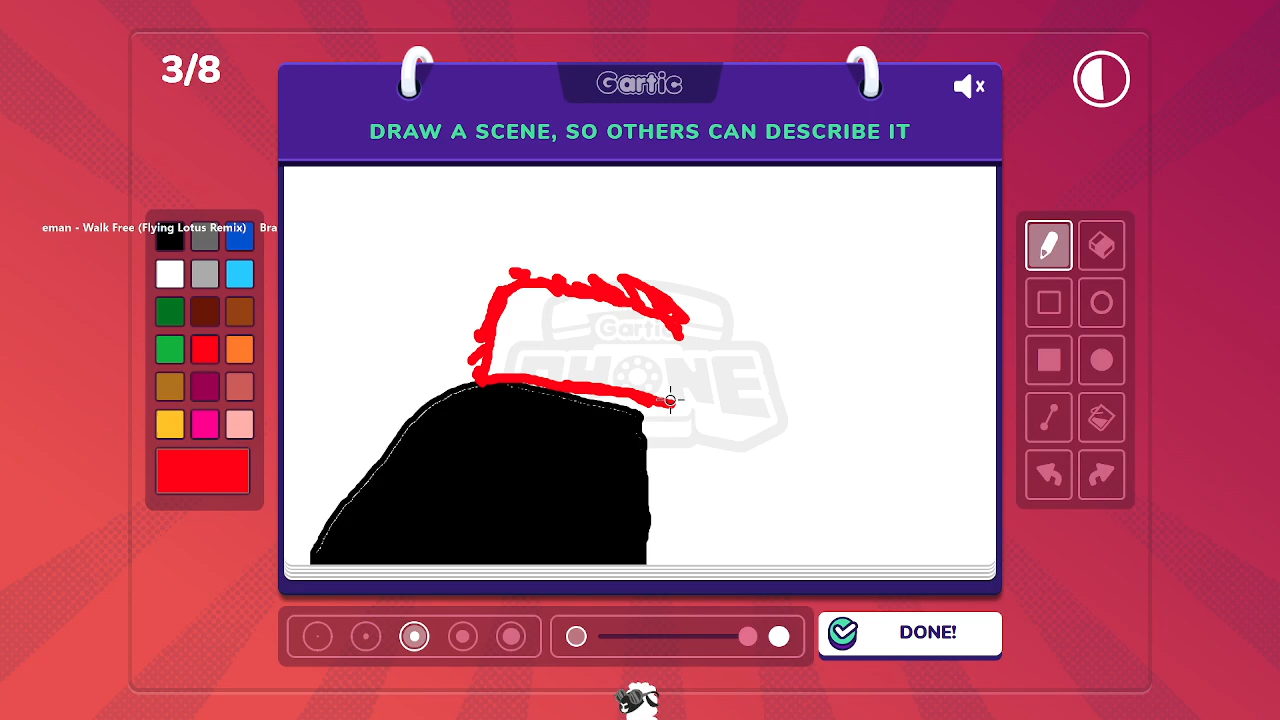 3/8
Gartic
DRAW A SCENE, SO OTHERS CAN DESCRIBE IT
eman - Walk Free (Flying Lotus Remix) Bra
Gartic
PHONE
DONE!